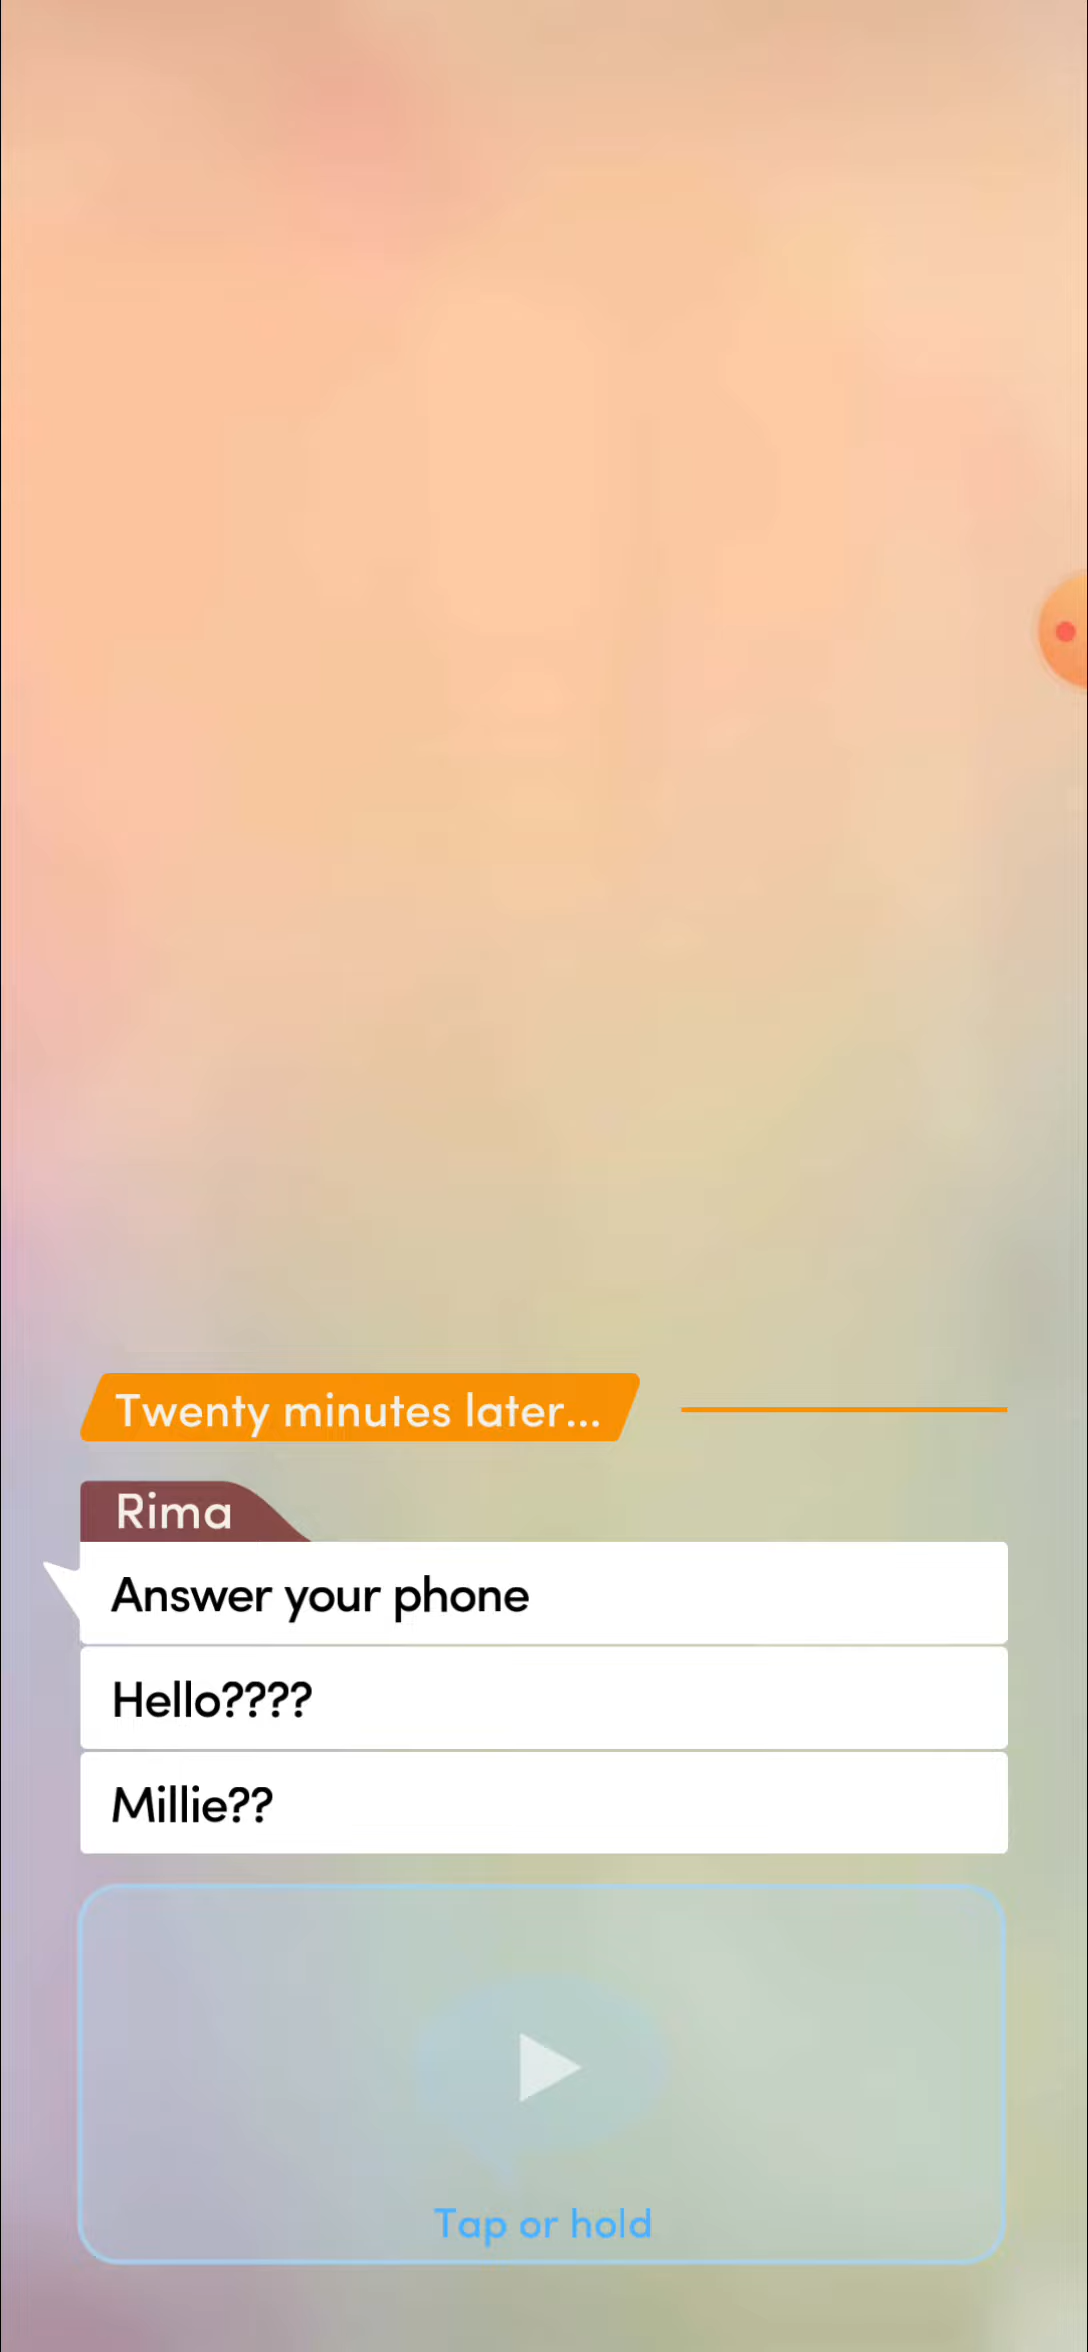 Twenty minutes later...
Rima
Answer your phone
Hello????
Millie??
Tap or hold